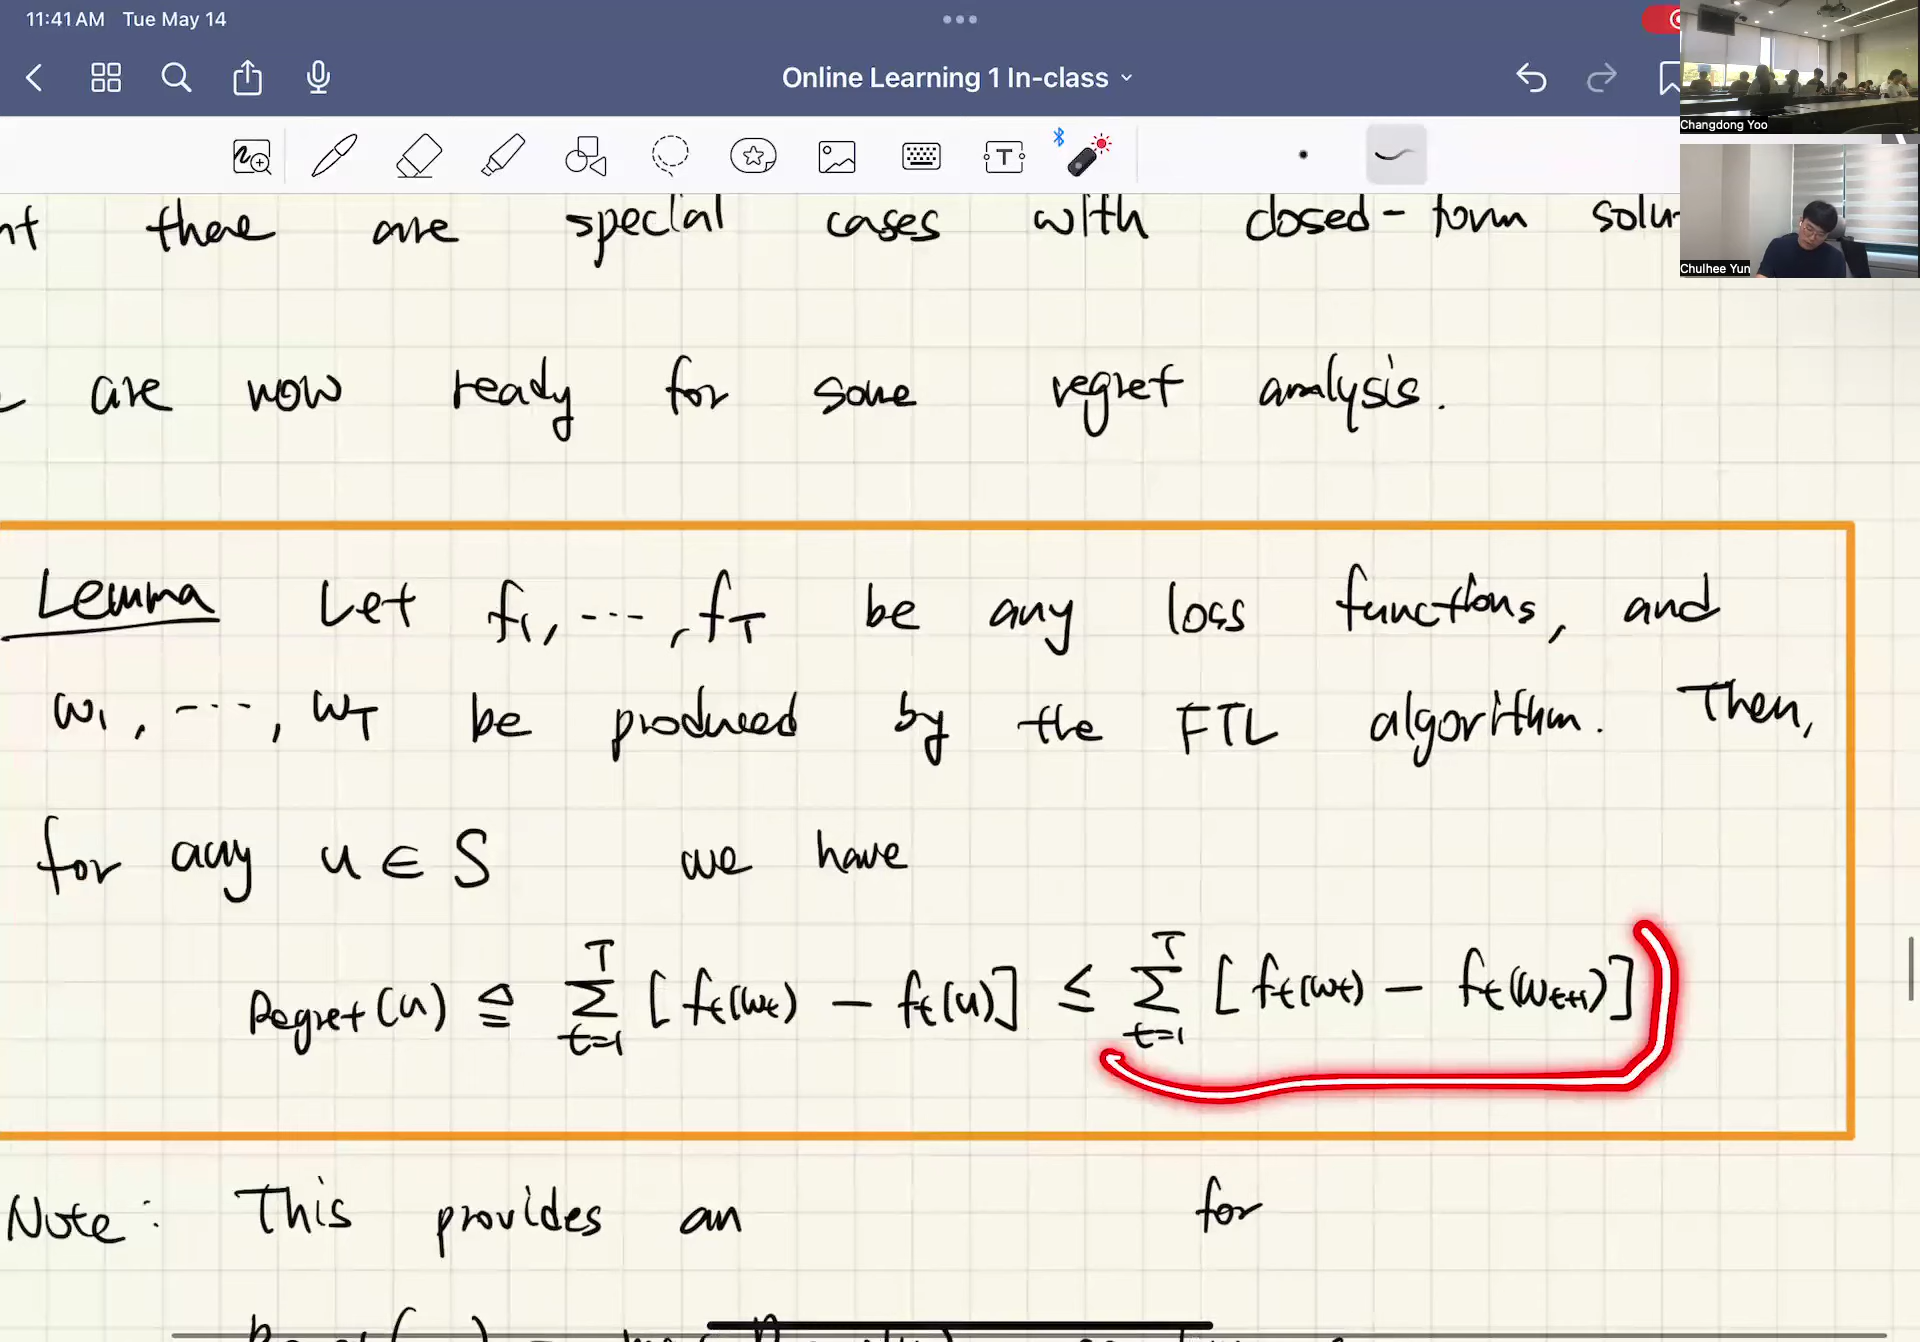 11:41 AM Tue May 14
Online Learning 1 In-class
Changdong Yoo
Chulhee Yun
there are special cases with closed-form solu
are now ready for some regret analysis.
Lemma Let f₁, ---, f_T be any loss functions, and
w₁, ---, w_T be produced by the FTL algorithm. Then,
for any u ∈ S we have
Regret(u) ≜ Σ_{t=1}^{T} [f_t(w_t) − f_t(u)] ≤ Σ_{t=1}^{T} [f_t(w_t) − f_t(w_{t+1})]
Note: This provides an for